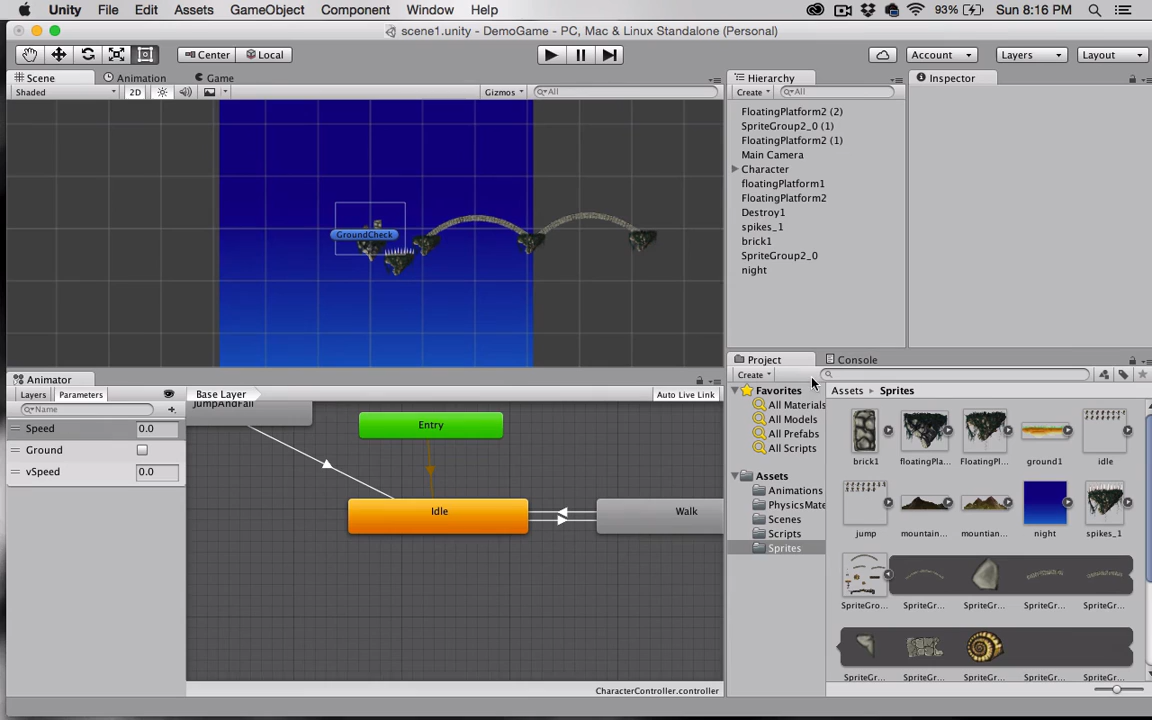 Unity File Edit Assets GameObject Component Window Help 93% Sun 8:16 PM
scene1.unity - DemoGame - PC, Mac & Linux Standalone (Personal)
Center Local Account Layers Layout
Scene Animation Game Hierarchy Inspector
Shaded 2D Gizmos All Create All
FloatingPlatform2 (2)
SpriteGroup2_0 (1)
FloatingPlatform2 (1)
Main Camera
Character
floatingPlatform1
FloatingPlatform2
Destroy1
spikes_1
brick1
SpriteGroup2_0
night
GroundCheck
Project Console
Create
Animator
Layers Parameters Base Layer Auto Live Link
Name
Speed 0.0
Ground
vSpeed 0.0
JumpAndFall
Entry
Idle
Walk
CharacterController.controller
Favorites
All Materials
All Models
All Prefabs
All Scripts
Assets
Animations
PhysicsMate
Scenes
Scripts
Sprites
Assets Sprites
brick1 floatingPla... FloatingPl... ground1 idle
jump mountain... mountian... night spikes_1
SpriteGro... SpriteGr... SpriteGr... SpriteGr... SpriteGr...
SpriteGr... SpriteGr... SpriteGr...